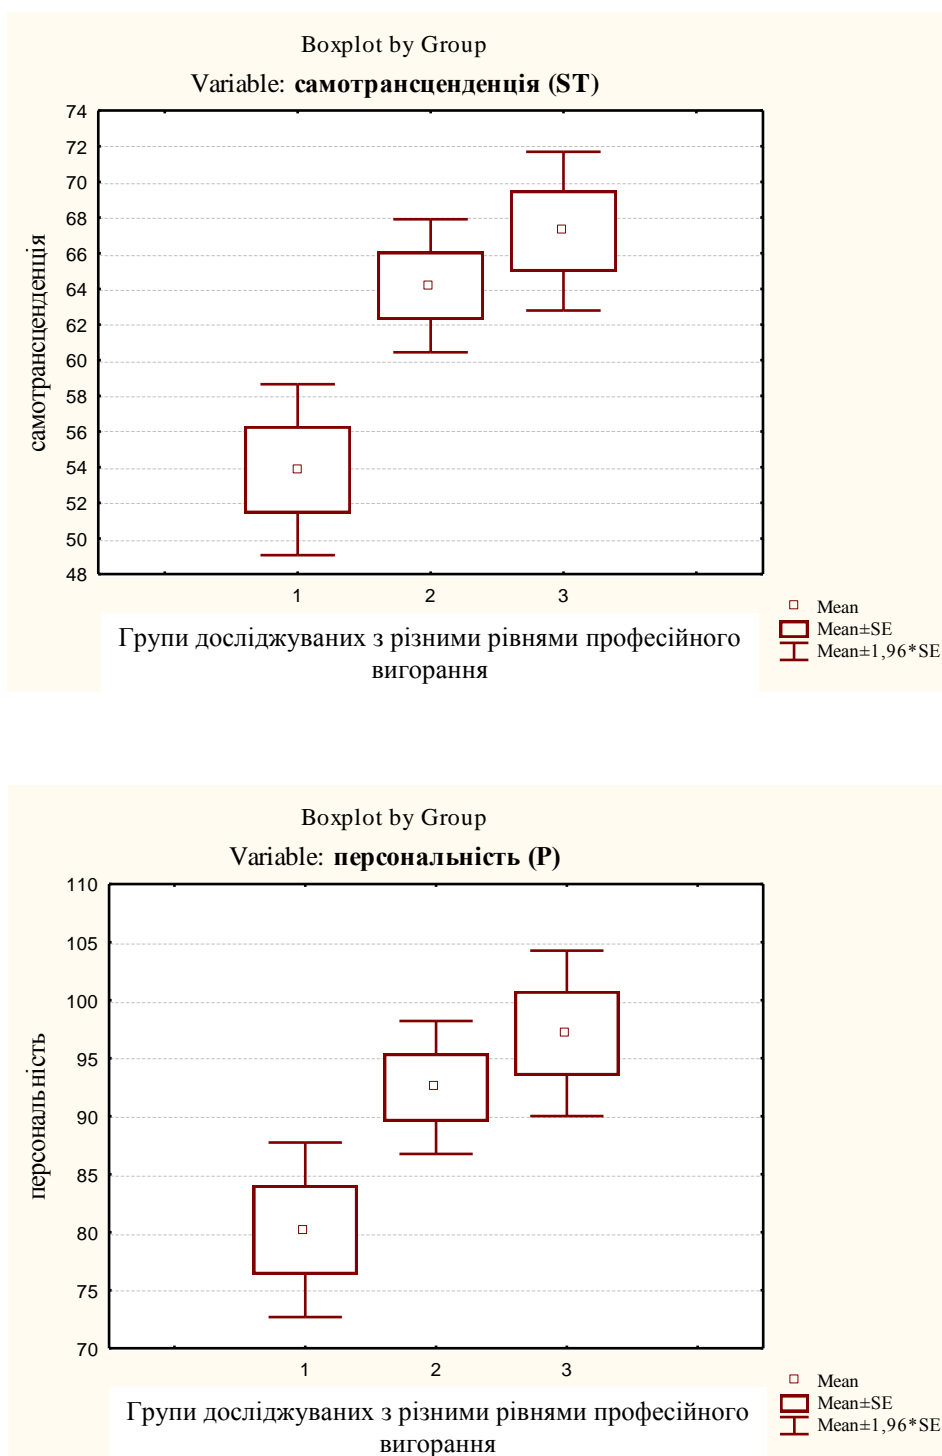 Boxplot by Group
Variable: самотрансценденція (ST)
самотрансценденція
74
72
70
68
66
64
62
60
58
56
54
52
50
48
1 2 3
Групи досліджуваних з різними рівнями професійного
вигорання
Mean
Mean±SE
Mean±1,96*SE
Boxplot by Group
Variable: персональність (P)
персональність
110
105
100
95
90
85
80
75
70
1 2 3
Групи досліджуваних з різними рівнями професійного
вигорання
Mean
Mean±SE
Mean±1,96*SE